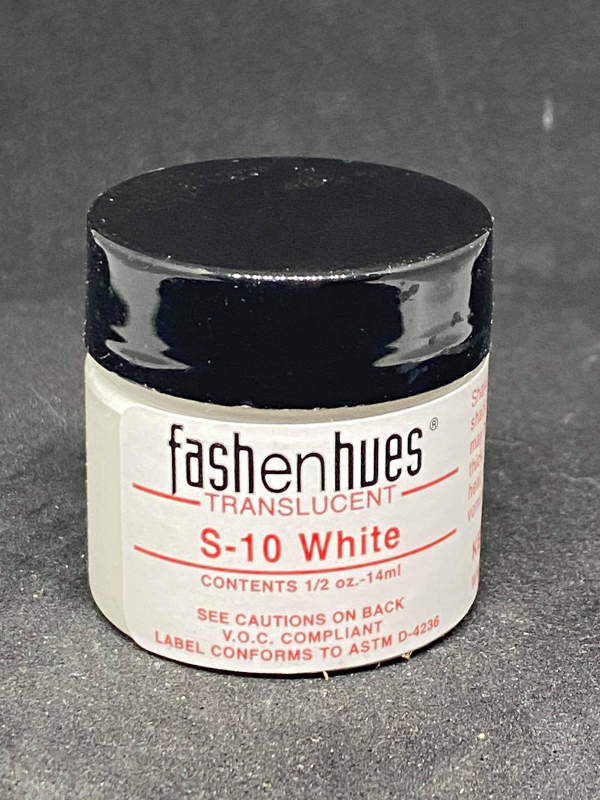 fashenhues®
TRANSLUCENT
S-10 White
CONTENTS 1/2 oz.-14ml
SEE CAUTIONS ON BACK
V.O.C. COMPLIANT
LABEL CONFORMS TO ASTM D-4236